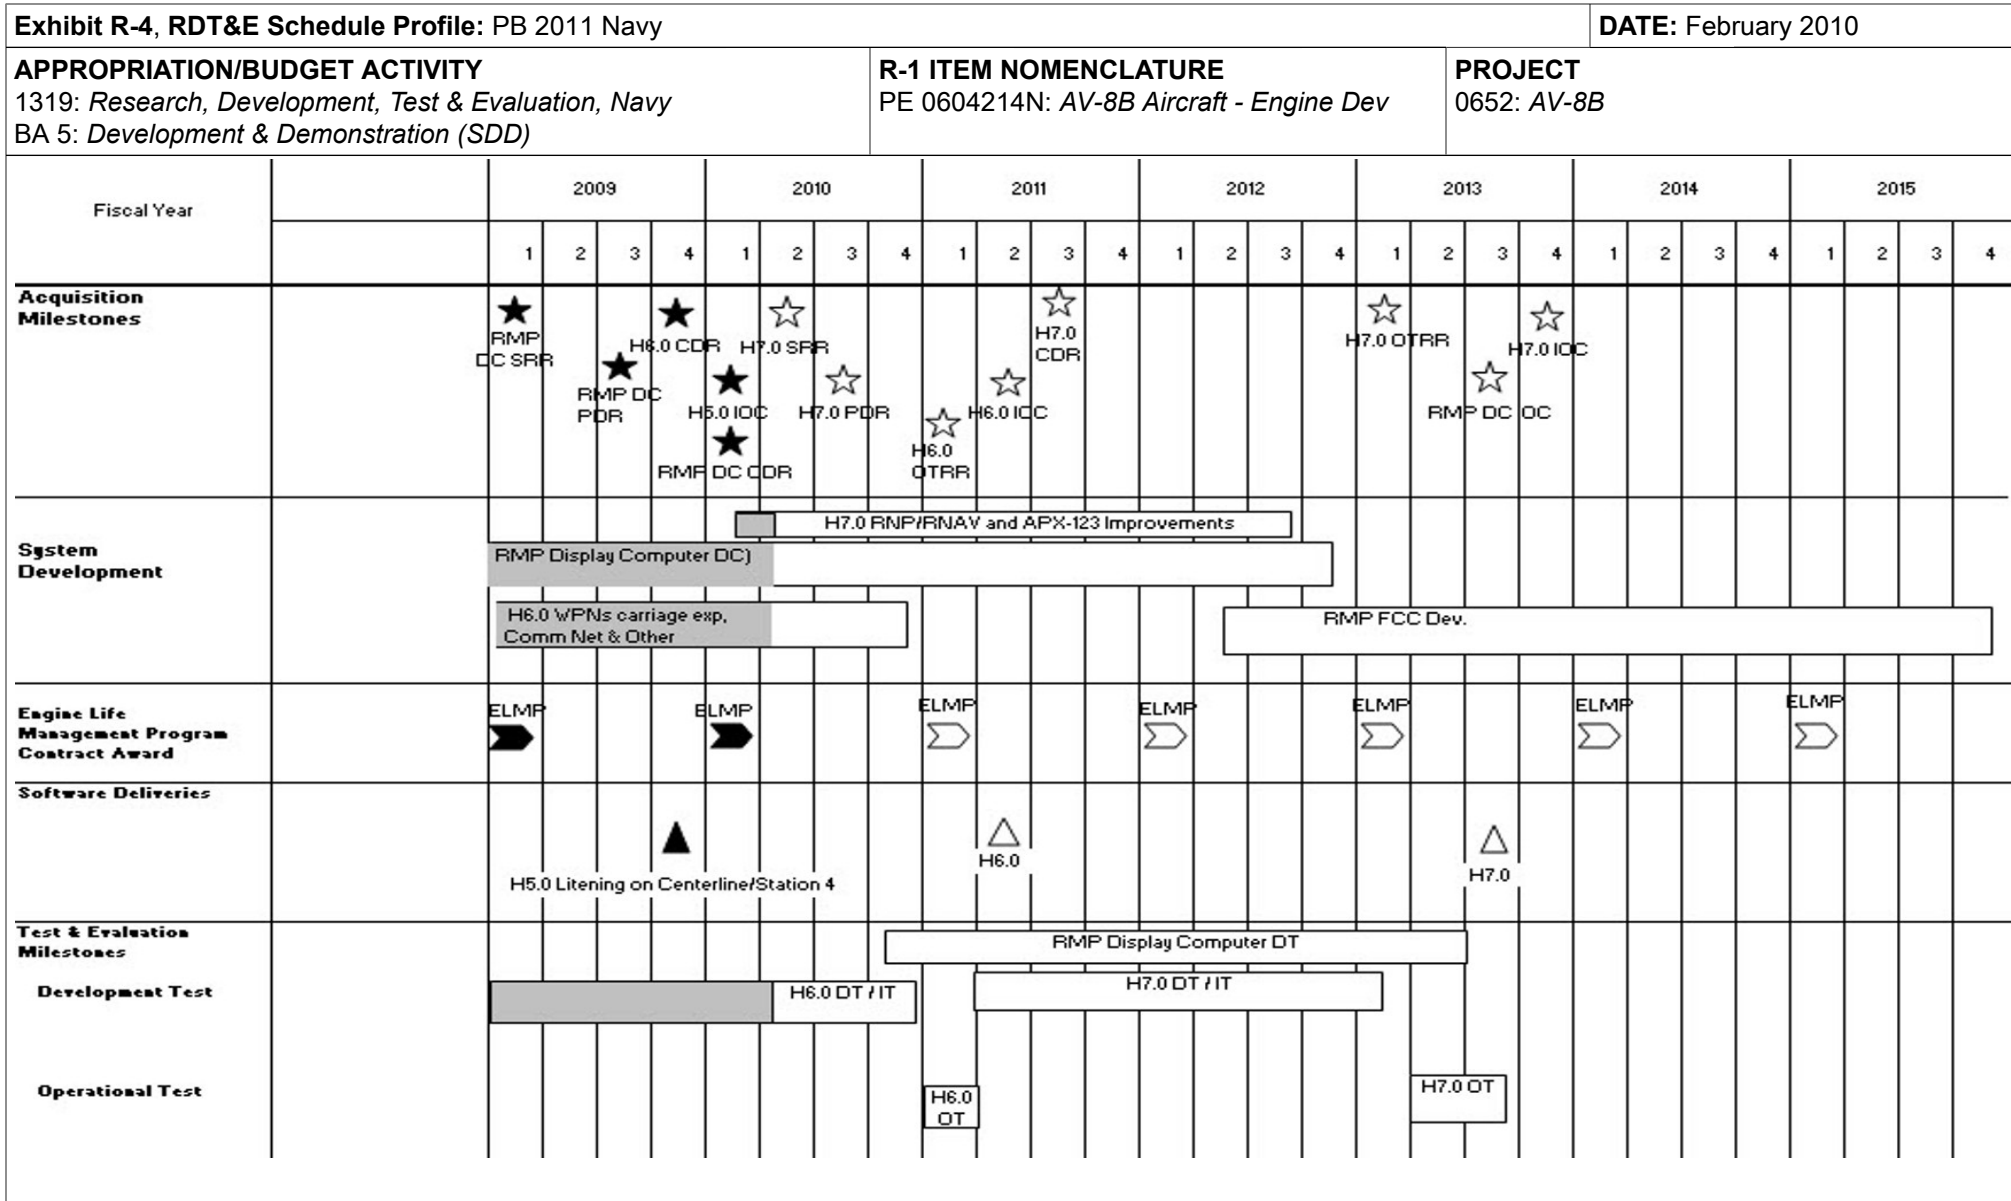 Exhibit R-4, RDT&E Schedule Profile: PB 2011 Navy
DATE: February 2010
APPROPRIATION/BUDGET ACTIVITY
1319: Research, Development, Test & Evaluation, Navy
BA 5: Development & Demonstration (SDD)
R-1 ITEM NOMENCLATURE
PE 0604214N: AV-8B Aircraft - Engine Dev
PROJECT
0652: AV-8B
Fiscal Year
2009 2010 2011 2012 2013 2014 2015
1 2 3 4 1 2 3 4 1 2 3 4 1 2 3 4 1 2 3 4 1 2 3 4 1 2 3 4
Acquisition
Milestones
RMP
DC SRR
RMP DC
PDR
H6.0 CDR
H5.0 IOC
RMP DC CDR
H7.0 SRR
H7.0 PDR
H6.0
OTRR
H6.0 IOC
H7.0
CDR
H7.0 OTRR
RMP DC IOC
H7.0 IOC
System
Development
H7.0 RNP/RNAV and APX-123 Improvements
RMP Display Computer DC)
H6.0 WPNs carriage exp,
Comm Net & Other
RMP FCC Dev.
Engine Life
Management Program
Contract Award
ELMP ELMP ELMP ELMP ELMP ELMP ELMP
Software Deliveries
H5.0 Litening on Centerline/Station 4
H6.0
H7.0
Test & Evaluation
Milestones
RMP Display Computer DT
Development Test
H6.0 DT / IT
H7.0 DT / IT
Operational Test
H6.0
OT
H7.0 OT